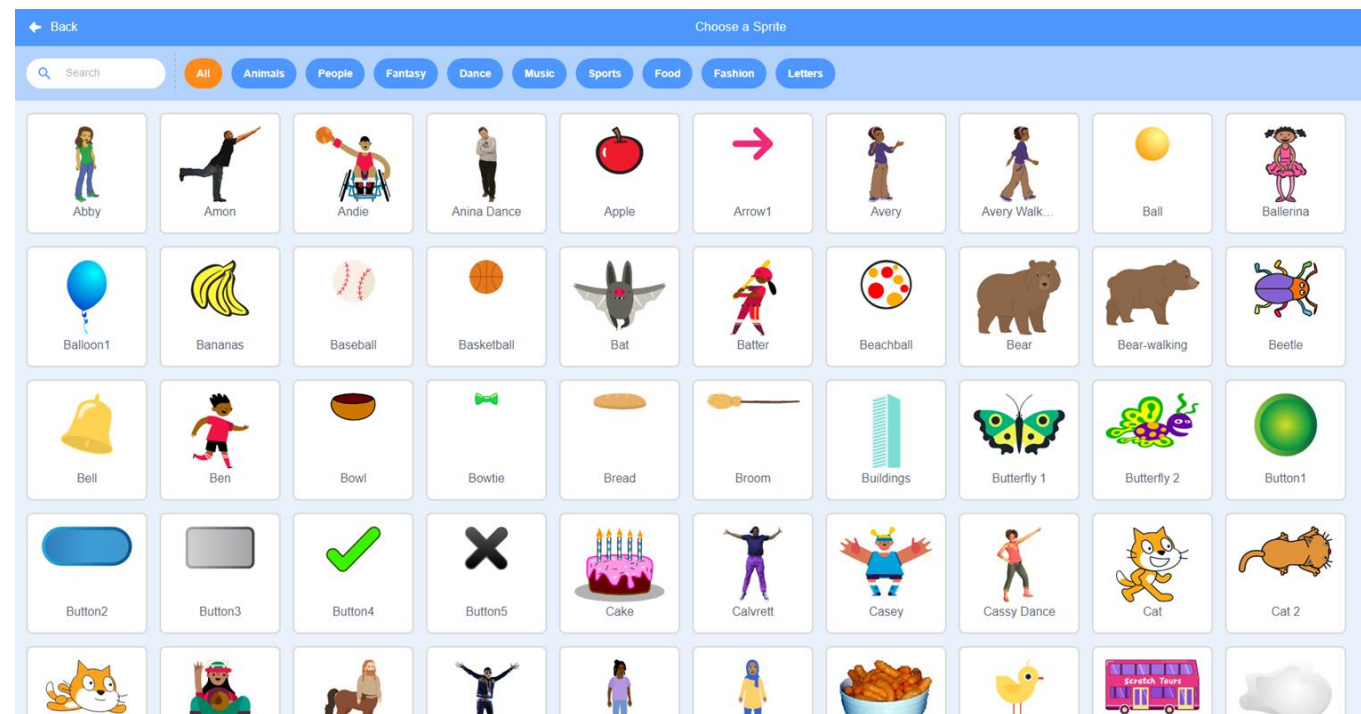 Back Choose a Sprite
Search All Animals People Fantasy Dance Music Sports Food Fashion Letters
Abby Amon Andie Anina Dance Apple Arrow1 Avery Avery Walk... Ball Ballerina
Balloon1 Bananas Baseball Basketball Bat Batter Beachball Bear Bear-walking Beetle
Bell Ben Bowl Bowtie Bread Broom Buildings Butterfly 1 Butterfly 2 Button1
Button2 Button3 Button4 Button5 Cake Calvrett Casey Cassy Dance Cat Cat 2
Scratch Tours